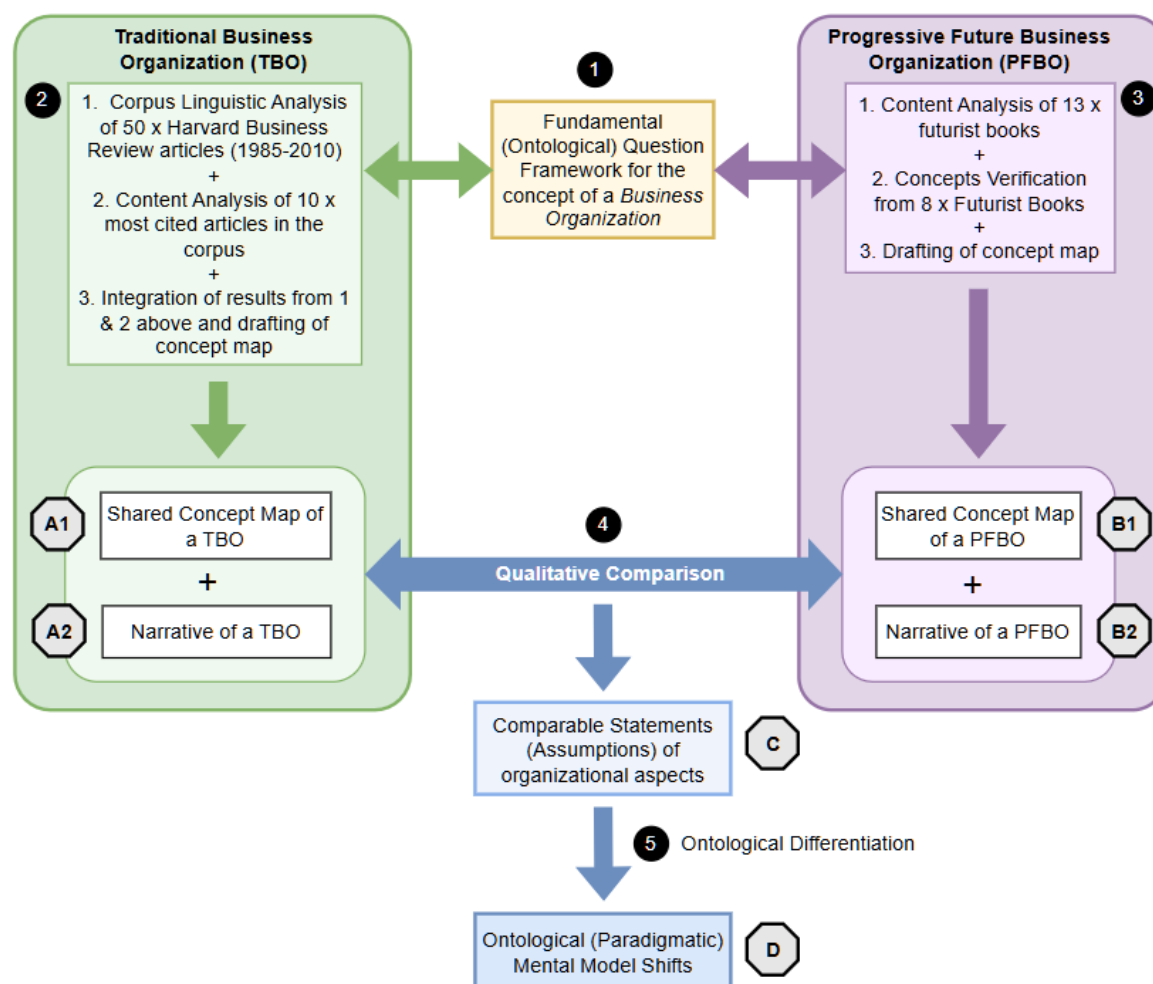 Traditional Business
Organization (TBO)
2
1. Corpus Linguistic Analysis
of 50 x Harvard Business
Review articles (1985-2010)
+
2. Content Analysis of 10 x
most cited articles in the
corpus
+
3. Integration of results from 1
& 2 above and drafting of
concept map
1
Fundamental
(Ontological) Question
Framework for the
concept of a Business
Organization
Progressive Future Business
Organization (PFBO)
3
1. Content Analysis of 13 x
futurist books
+
2. Concepts Verification
from 8 x Futurist Books
+
3. Drafting of concept map
A1
Shared Concept Map of
a TBO
+
A2
Narrative of a TBO
4
Qualitative Comparison
Shared Concept Map
of a PFBO
B1
+
Narrative of a PFBO
B2
Comparable Statements
(Assumptions) of
organizational aspects
C
5
Ontological Differentiation
Ontological (Paradigmatic)
Mental Model Shifts
D